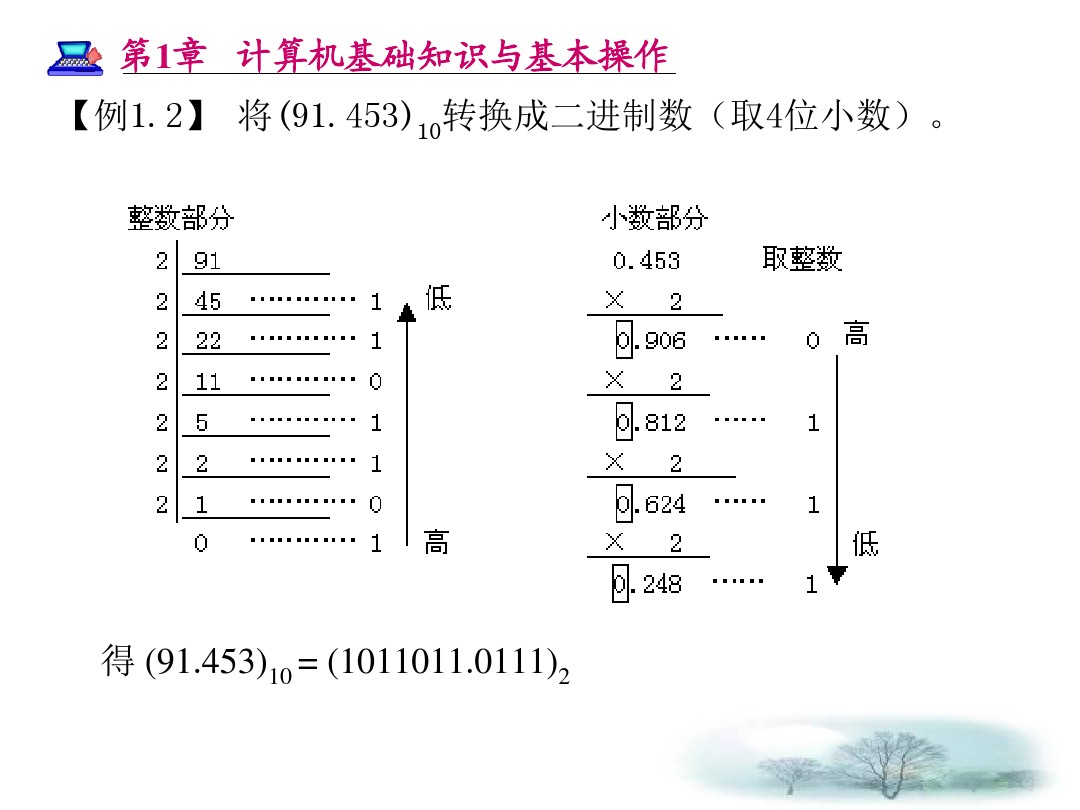 第1章 计算机基础知识与基本操作
【例1.2】 将(91.453)10转换成二进制数（取4位小数）。
整数部分
2 91
2 45 ………… 1 低
2 22 ………… 1
2 11 ………… 0
2 5 ………… 1
2 2 ………… 1
2 1 ………… 0
0 ………… 1 高
小数部分
0.453 取整数
× 2
0.906 …… 0 高
× 2
0.812 …… 1
× 2
0.624 …… 1
× 2 低
0.248 …… 1
得 (91.453)10 = (1011011.0111)2